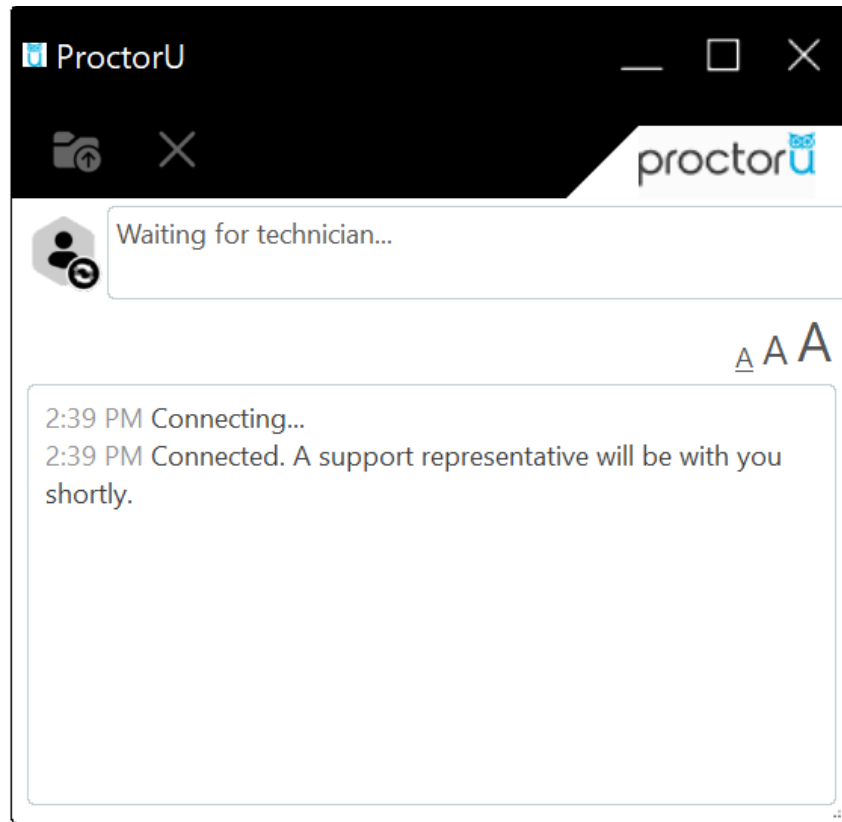 ProctorU
proctoru
Waiting for technician...
A A A
2:39 PM Connecting...
2:39 PM Connected. A support representative will be with you
shortly.